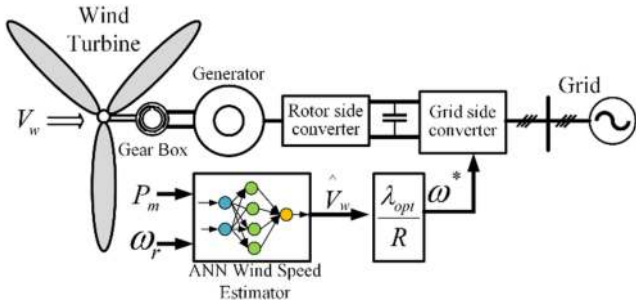 Wind
Turbine
Generator
Grid
V_w
Rotor side
converter
Grid side
converter
Gear Box
P_m
ω_r
V̂_w
λ_opt
R
ω*
ANN Wind Speed
Estimator